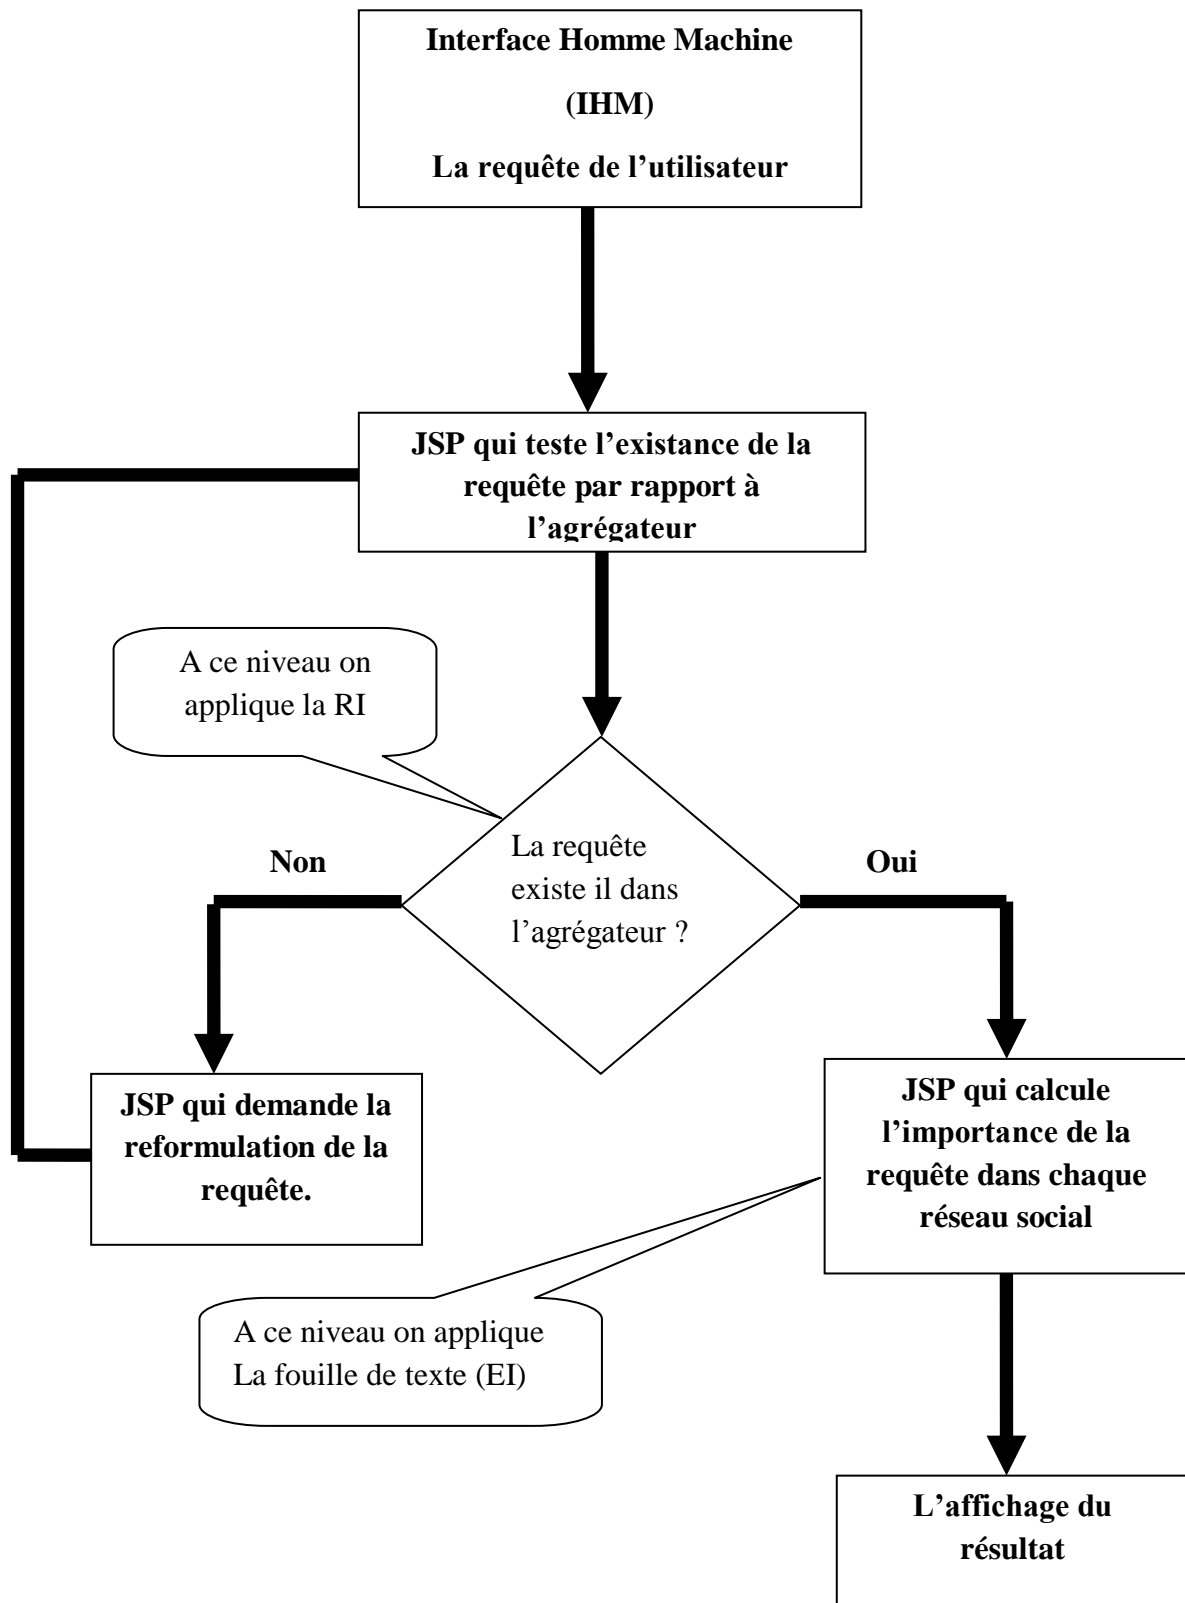 Interface Homme Machine
(IHM)
La requête de l’utilisateur
JSP qui teste l’existance de la
requête par rapport à
l’agrégateur
A ce niveau on
applique la RI
La requête
existe il dans
l’agrégateur ?
Non
Oui
JSP qui demande la
reformulation de la
requête.
JSP qui calcule
l’importance de la
requête dans chaque
réseau social
A ce niveau on applique
La fouille de texte (EI)
L’affichage du
résultat